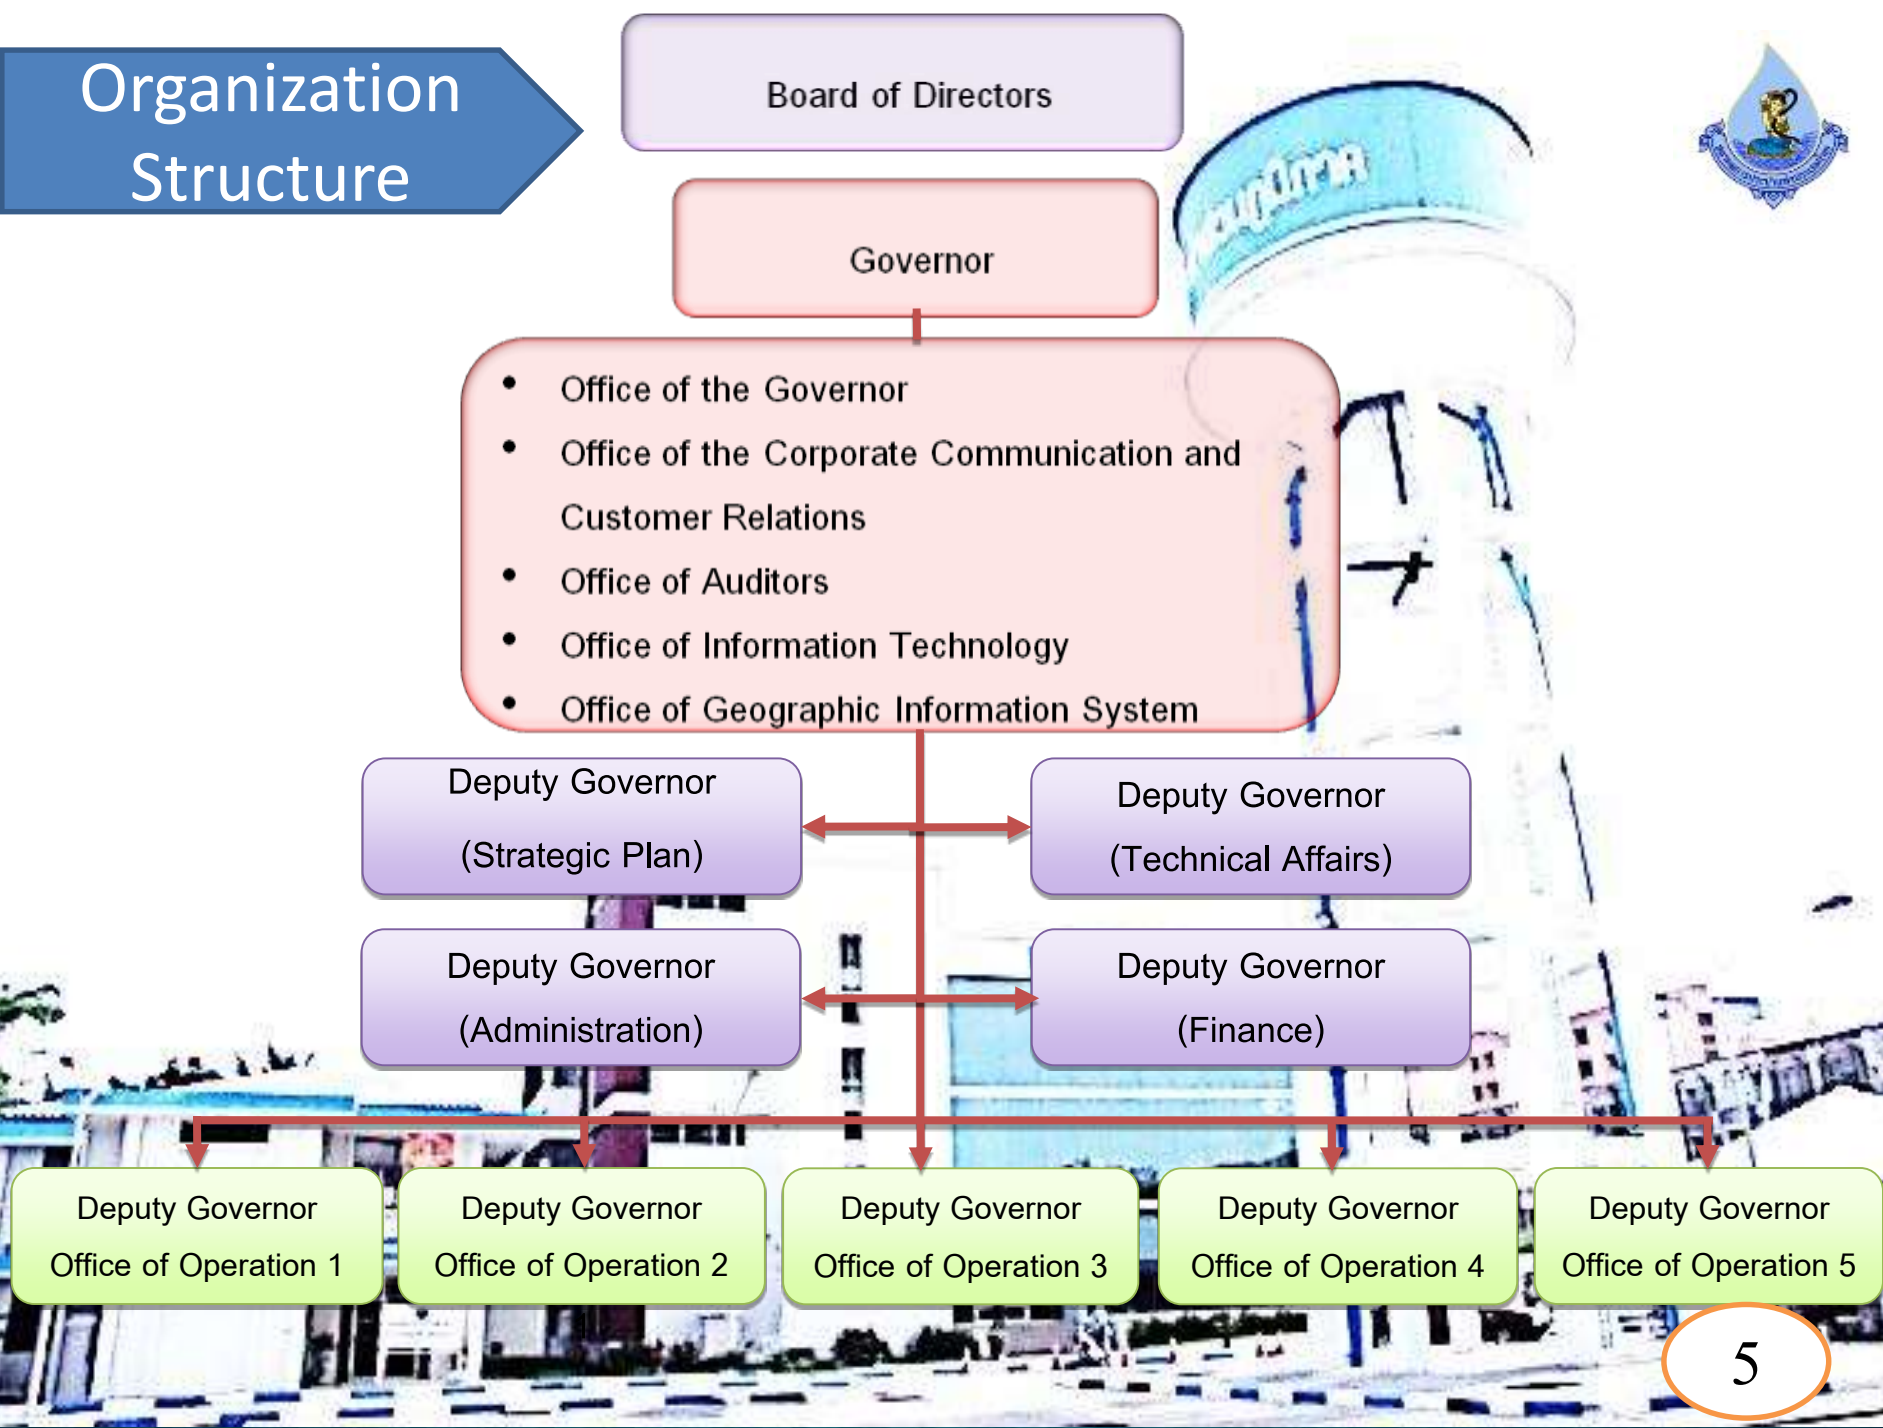 Organization
Structure
Board of Directors
Governor
• Office of the Governor
• Office of the Corporate Communication and
Customer Relations
• Office of Auditors
• Office of Information Technology
• Office of Geographic Information System
Deputy Governor
(Strategic Plan)
Deputy Governor
(Technical Affairs)
Deputy Governor
(Administration)
Deputy Governor
(Finance)
Deputy Governor
Office of Operation 1
Deputy Governor
Office of Operation 2
Deputy Governor
Office of Operation 3
Deputy Governor
Office of Operation 4
Deputy Governor
Office of Operation 5
5